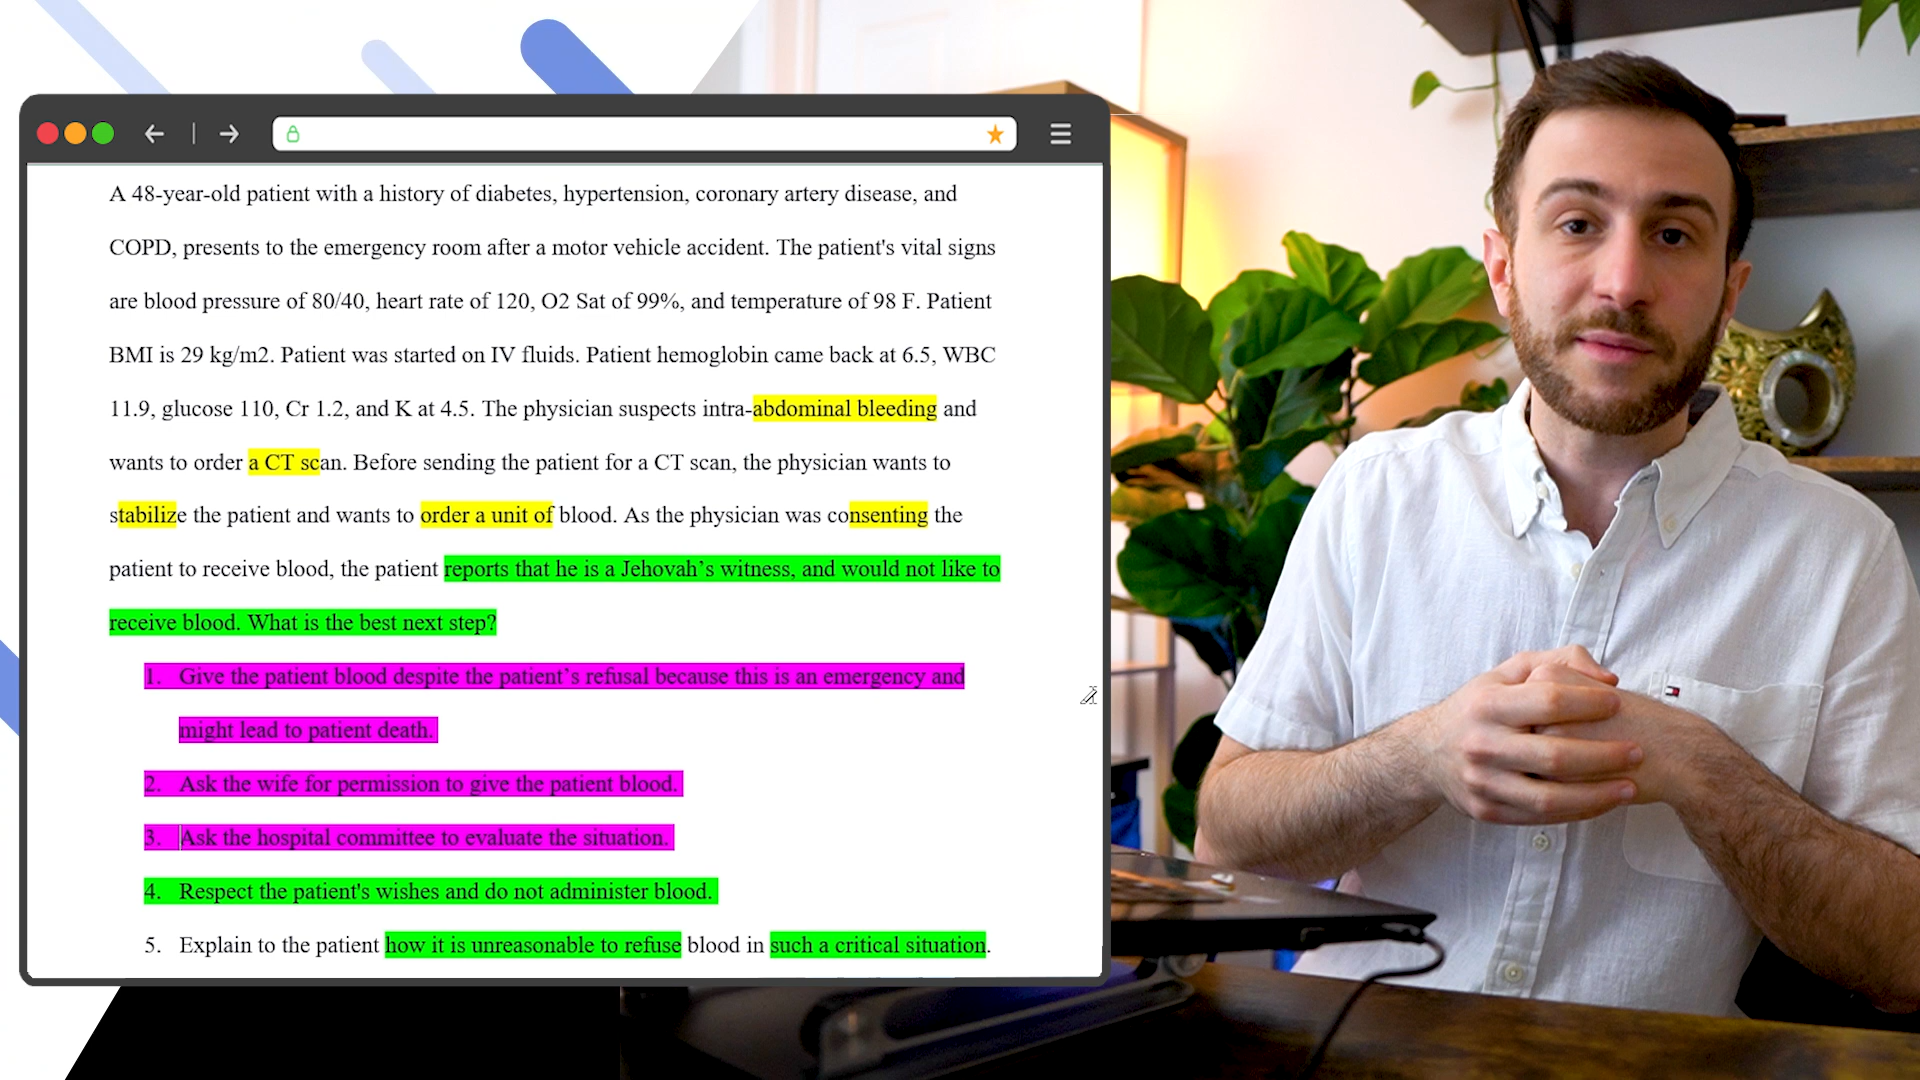 A 48-year-old patient with a history of diabetes, hypertension, coronary artery disease, and
COPD, presents to the emergency room after a motor vehicle accident. The patient's vital signs
are blood pressure of 80/40, heart rate of 120, O2 Sat of 99%, and temperature of 98 F. Patient
BMI is 29 kg/m2. Patient was started on IV fluids. Patient hemoglobin came back at 6.5, WBC
11.9, glucose 110, Cr 1.2, and K at 4.5. The physician suspects intra-abdominal bleeding and
wants to order a CT scan. Before sending the patient for a CT scan, the physician wants to
stabilize the patient and wants to order a unit of blood. As the physician was consenting the
patient to receive blood, the patient reports that he is a Jehovah’s witness, and would not like to
receive blood. What is the best next step?
1. Give the patient blood despite the patient’s refusal because this is an emergency and
might lead to patient death.
2. Ask the wife for permission to give the patient blood.
3. Ask the hospital committee to evaluate the situation.
4. Respect the patient's wishes and do not administer blood.
5. Explain to the patient how it is unreasonable to refuse blood in such a critical situation.